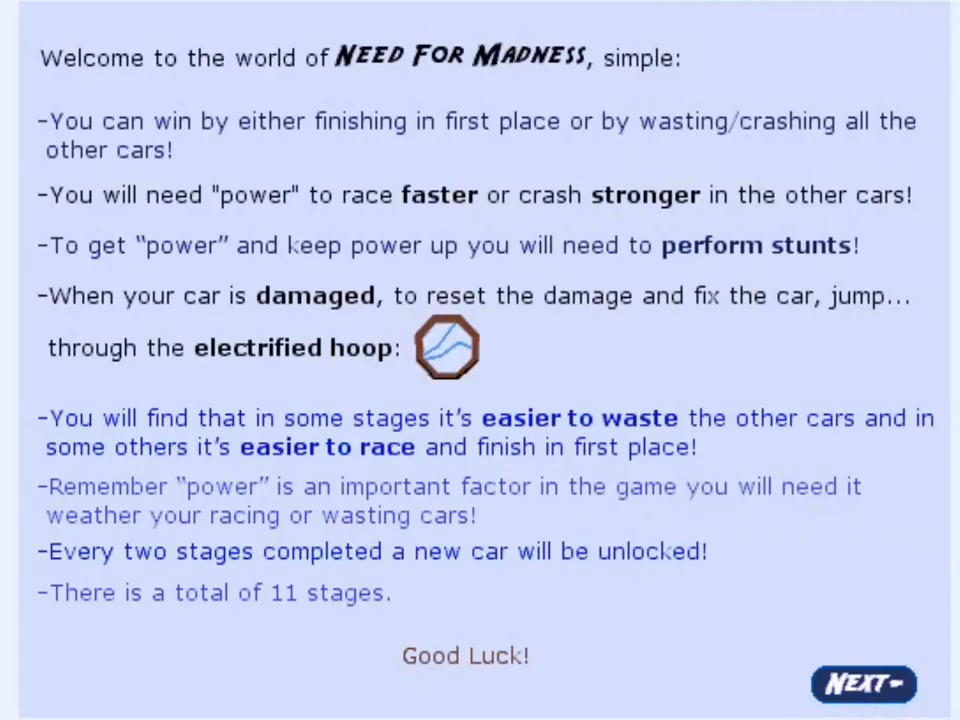 Welcome to the world of NEED FOR MADNESS, simple:
-You can win by either finishing in first place or by wasting/crashing all the
other cars!
-You will need "power" to race faster or crash stronger in the other cars!
-To get “power” and keep power up you will need to perform stunts!
-When your car is damaged, to reset the damage and fix the car, jump...
through the electrified hoop:
-You will find that in some stages it’s easier to waste the other cars and in
some others it’s easier to race and finish in first place!
-Remember “power” is an important factor in the game you will need it
weather your racing or wasting cars!
-Every two stages completed a new car will be unlocked!
-There is a total of 11 stages.
Good Luck!
NEXT-